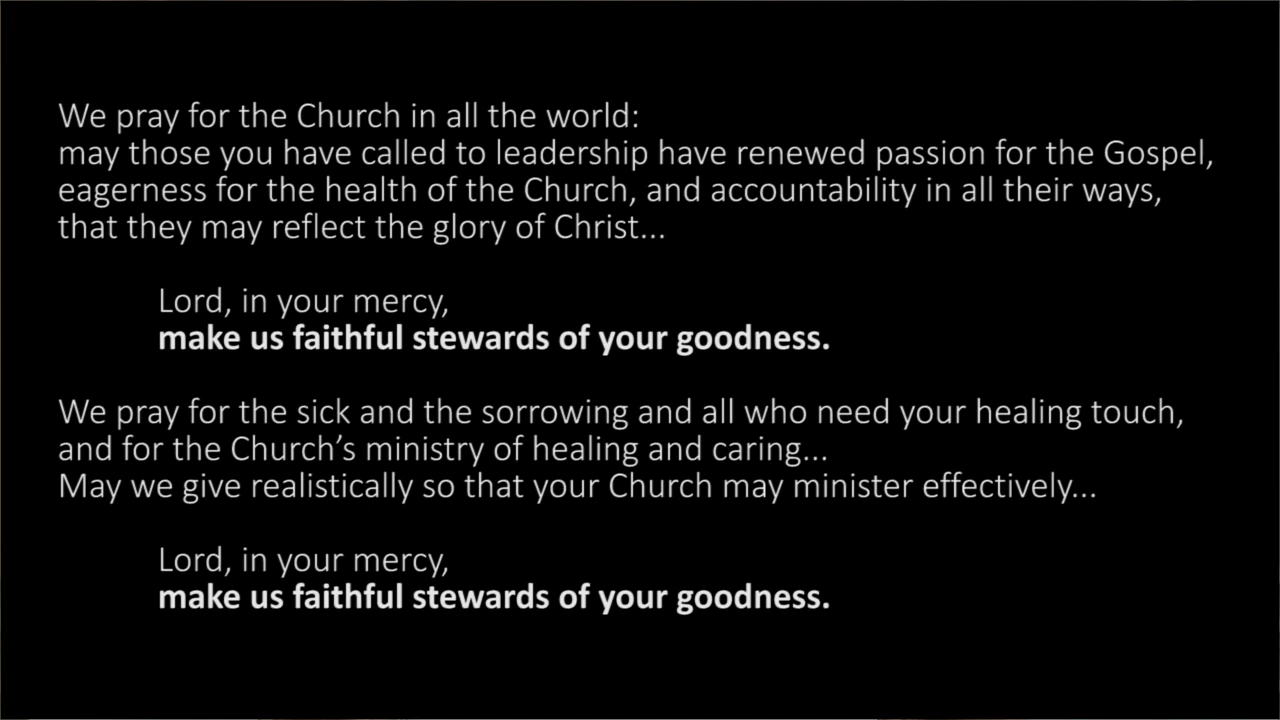 We pray for the Church in all the world:
may those you have called to leadership have renewed passion for the Gospel,
eagerness for the health of the Church, and accountability in all their ways,
that they may reflect the glory of Christ...
Lord, in your mercy,
make us faithful stewards of your goodness.
We pray for the sick and the sorrowing and all who need your healing touch,
and for the Church’s ministry of healing and caring...
May we give realistically so that your Church may minister effectively...
Lord, in your mercy,
make us faithful stewards of your goodness.